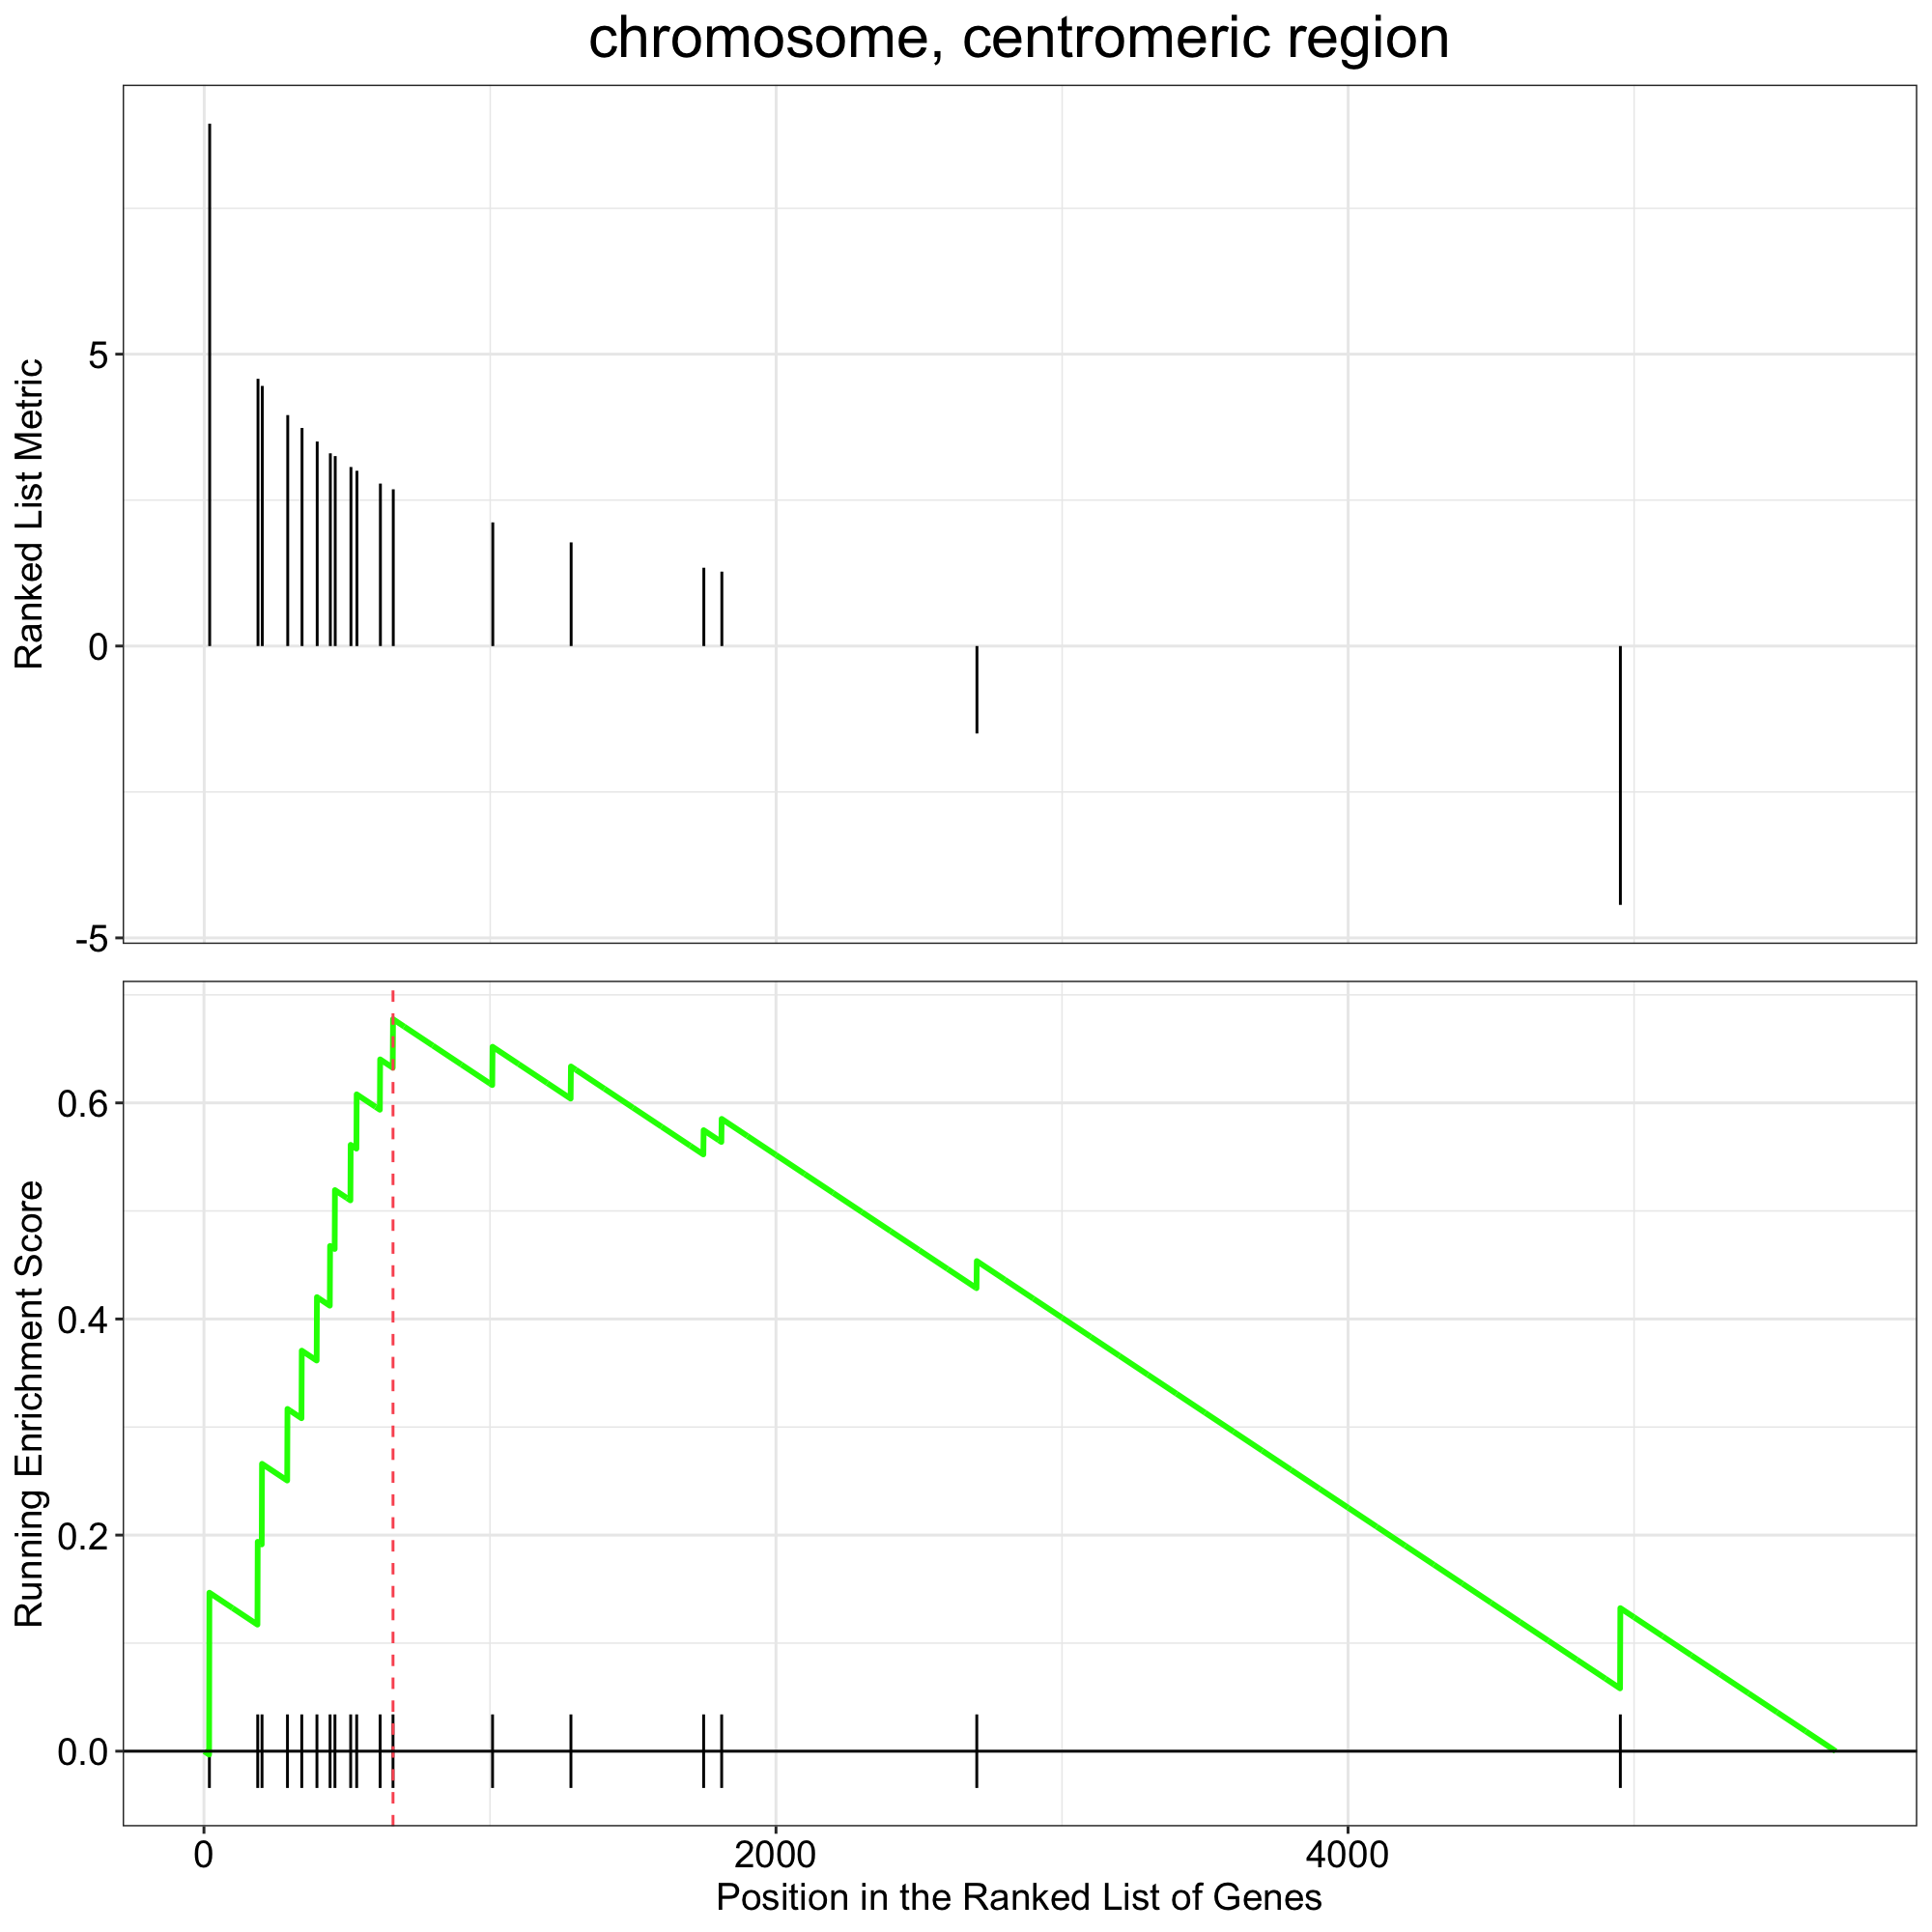 chromosome, centromeric region
Ranked List Metric
5
0
-5
Running Enrichment Score
0.6
0.4
0.2
0.0
0
2000
4000
Position in the Ranked List of Genes